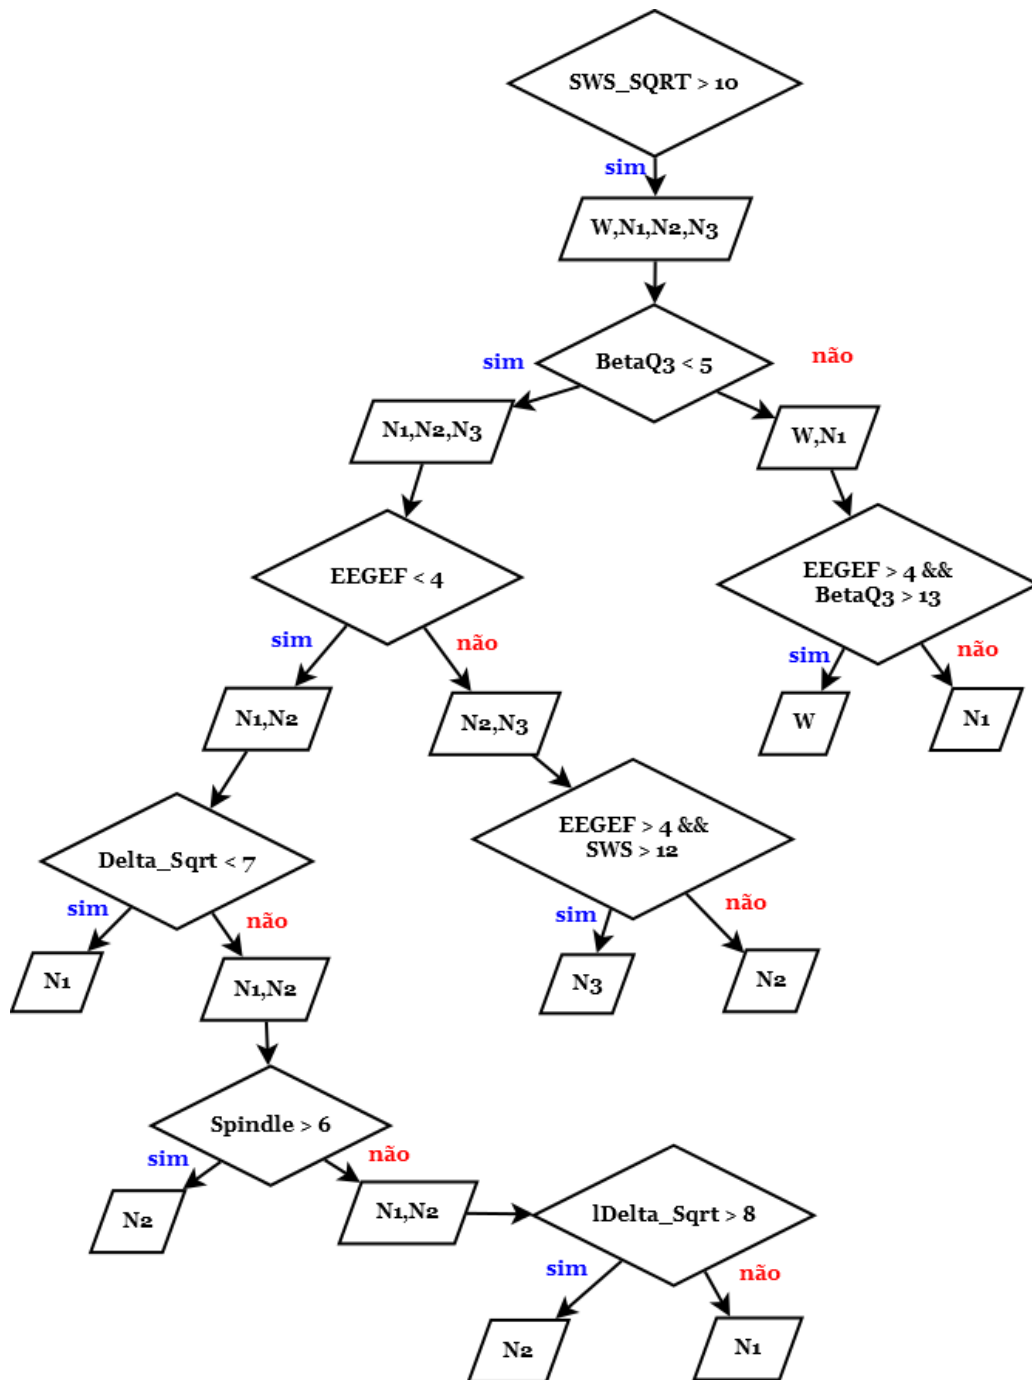 SWS_SQRT > 10
sim
W,N1,N2,N3
BetaQ3 < 5
sim
não
N1,N2,N3
W,N1
EEGEF < 4
EEGEF > 4 &&
BetaQ3 > 13
sim
não
sim
não
N1,N2
N2,N3
W
N1
Delta_Sqrt < 7
EEGEF > 4 &&
SWS > 12
sim
não
sim
não
N1
N1,N2
N3
N2
Spindle > 6
sim
não
N2
N1,N2
lDelta_Sqrt > 8
sim
não
N2
N1